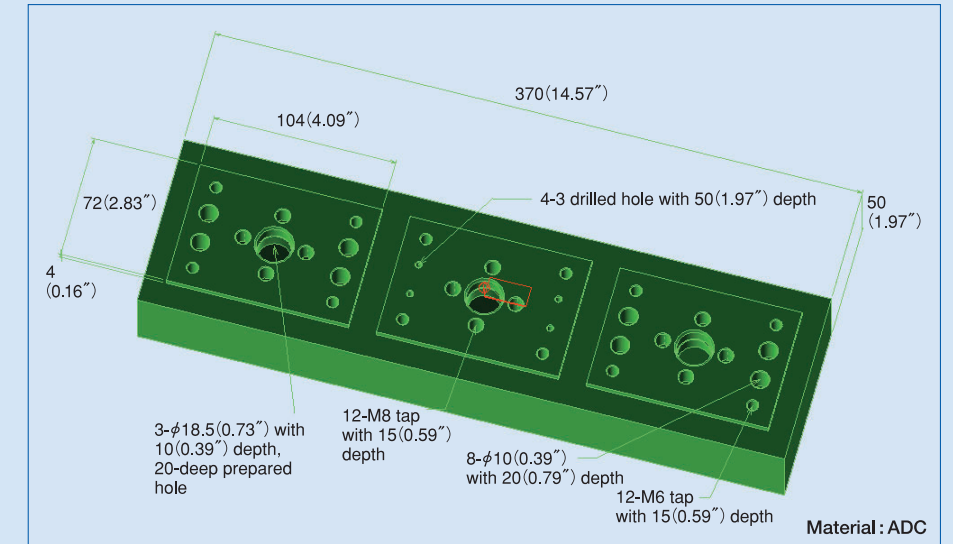 370(14.57″)
104(4.09″)
4-3 drilled hole with 50(1.97″) depth
50
(1.97″)
72(2.83″)
4
(0.16″)
3-φ18.5(0.73″) with
10(0.39″) depth,
20-deep prepared
hole
12-M8 tap
with 15(0.59″)
depth
8-φ10(0.39″)
with 20(0.79″) depth
12-M6 tap
with 15(0.59″) depth
Material : ADC